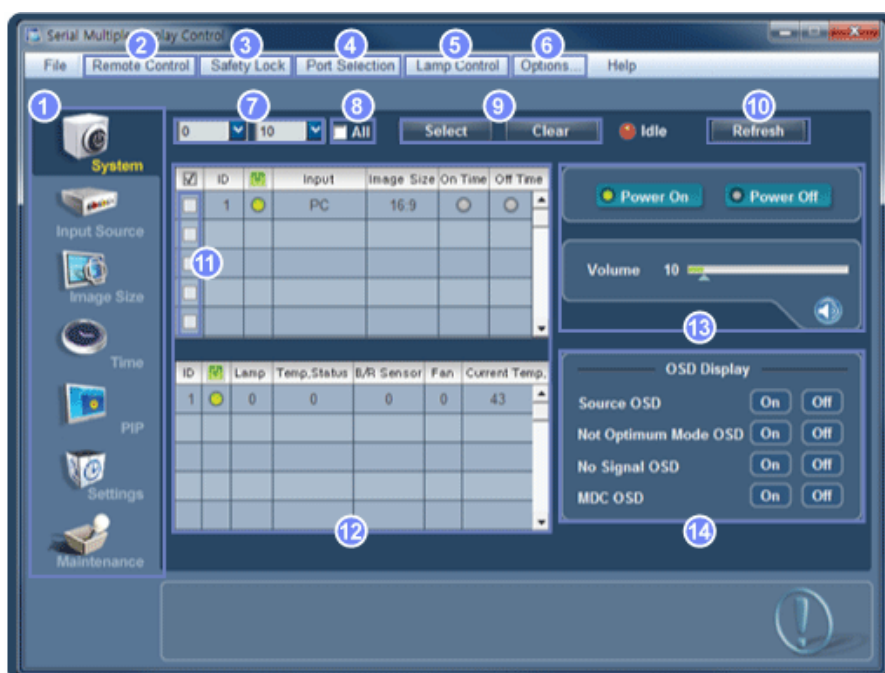 Serial Multiple Display Control
2 3 4 5 6
File Remote Control Safety Lock Port Selection Lamp Control Options... Help
1 7 8 9 10
0 10 All Select Clear Idle Refresh
System
Input Source
Image Size
Time
PIP
Settings
Maintenance
ID Input Image Size On Time Off Time
1 PC 16:9
11
ID Lamp Temp.Status B/R Sensor Fan Current Temp.
1 0 0 0 0 43
12
Power On Power Off
Volume 10
13
OSD Display
Source OSD On Off
Not Optimum Mode OSD On Off
No Signal OSD On Off
MDC OSD On Off
14